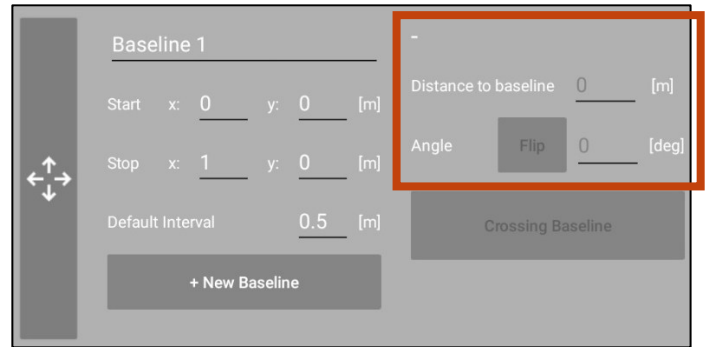 Baseline 1
Start x: 0 y: 0 [m]
Stop x: 1 y: 0 [m]
Default Interval 0.5 [m]
+ New Baseline
-
Distance to baseline 0 [m]
Angle Flip 0 [deg]
Crossing Baseline